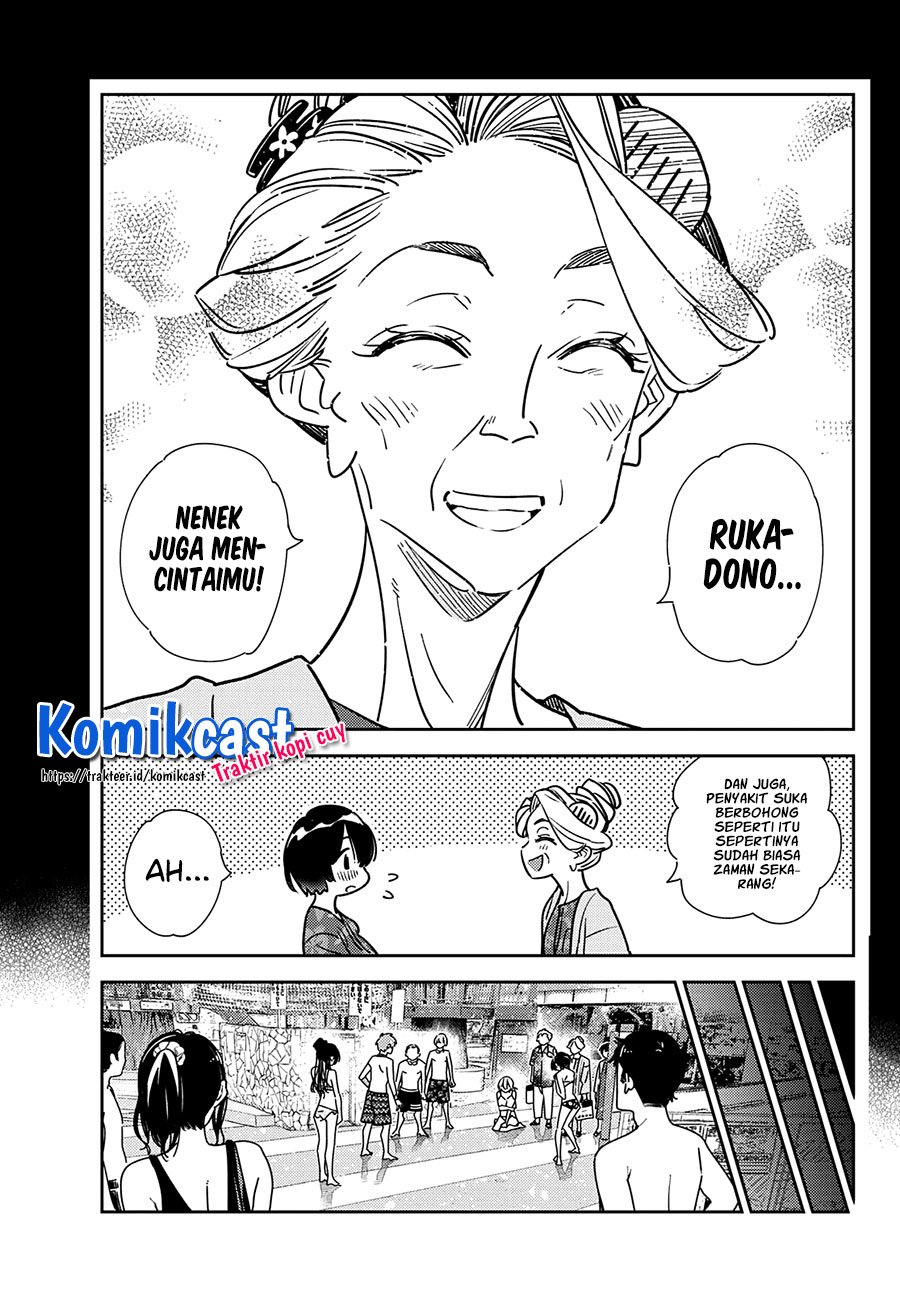 RUKA-
DONO...
NENEK
JUGA MEN-
CINTAIMU!
Komikcast
https://trakteer.id/komikcast
Traktir kopi cuy
DAN JUGA,
PENYAKIT SUKA
BERBOHONG
SEPERTI ITU
SEPERTINYA
SUDAH BIASA
ZAMAN SEKA-
RANG!
AH...